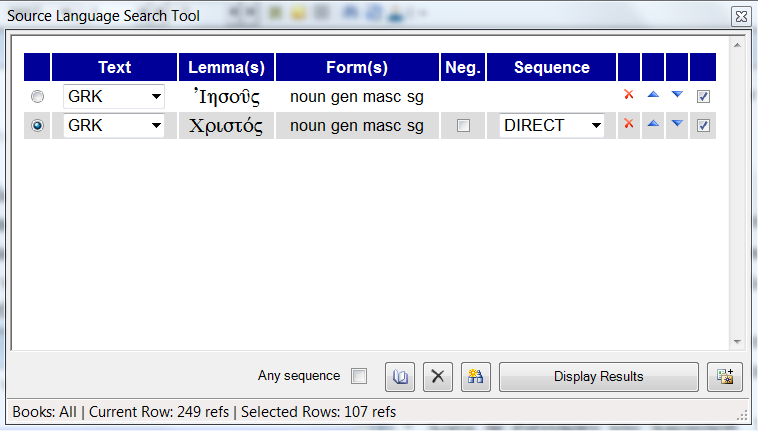 Source Language Search Tool
Text Lemma(s) Form(s) Neg. Sequence
GRK Ἰησοῦς noun gen masc sg
GRK Χριστός noun gen masc sg DIRECT
Any sequence Display Results
Books: All | Current Row: 249 refs | Selected Rows: 107 refs